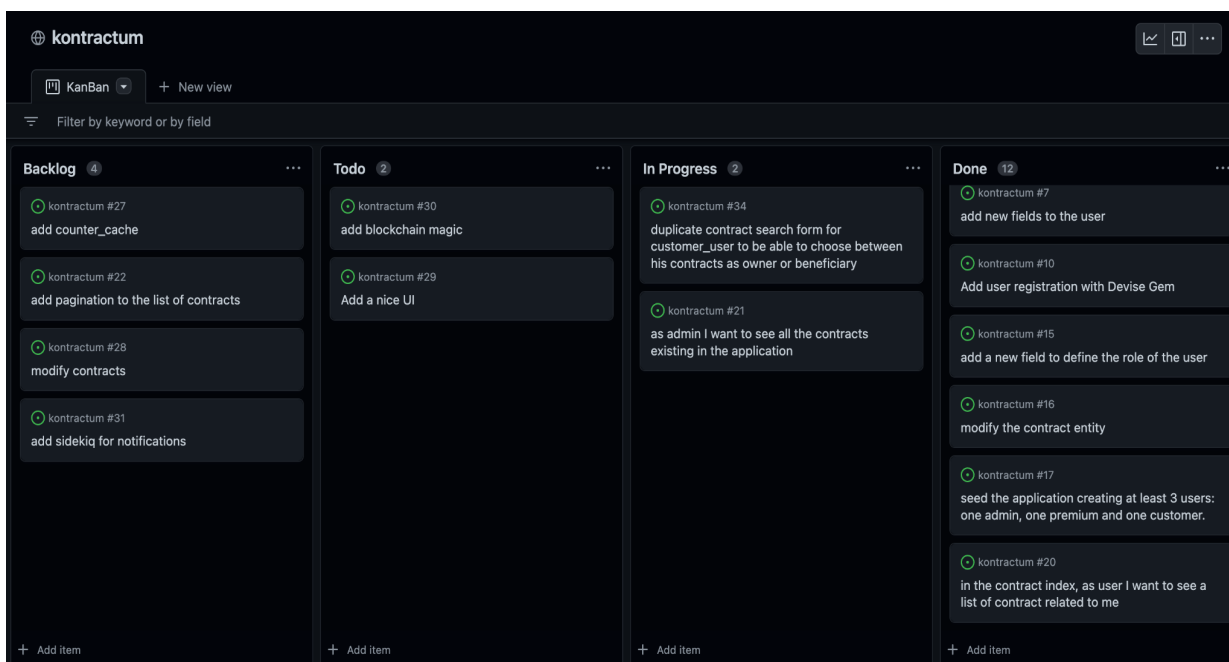 kontractum
KanBan
New view
Filter by keyword or by field
Backlog 4
kontractum #27
add counter_cache
kontractum #22
add pagination to the list of contracts
kontractum #28
modify contracts
kontractum #31
add sidekiq for notifications
Add item
Todo 2
kontractum #30
add blockchain magic
kontractum #29
Add a nice UI
Add item
In Progress 2
kontractum #34
duplicate contract search form for
customer_user to be able to choose between
his contracts as owner or beneficiary
kontractum #21
as admin I want to see all the contracts
existing in the application
Add item
Done 12
kontractum #7
add new fields to the user
kontractum #10
Add user registration with Devise Gem
kontractum #15
add a new field to define the role of the user
kontractum #16
modify the contract entity
kontractum #17
seed the application creating at least 3 users:
one admin, one premium and one customer.
kontractum #20
in the contract index, as user I want to see a
list of contract related to me
Add item